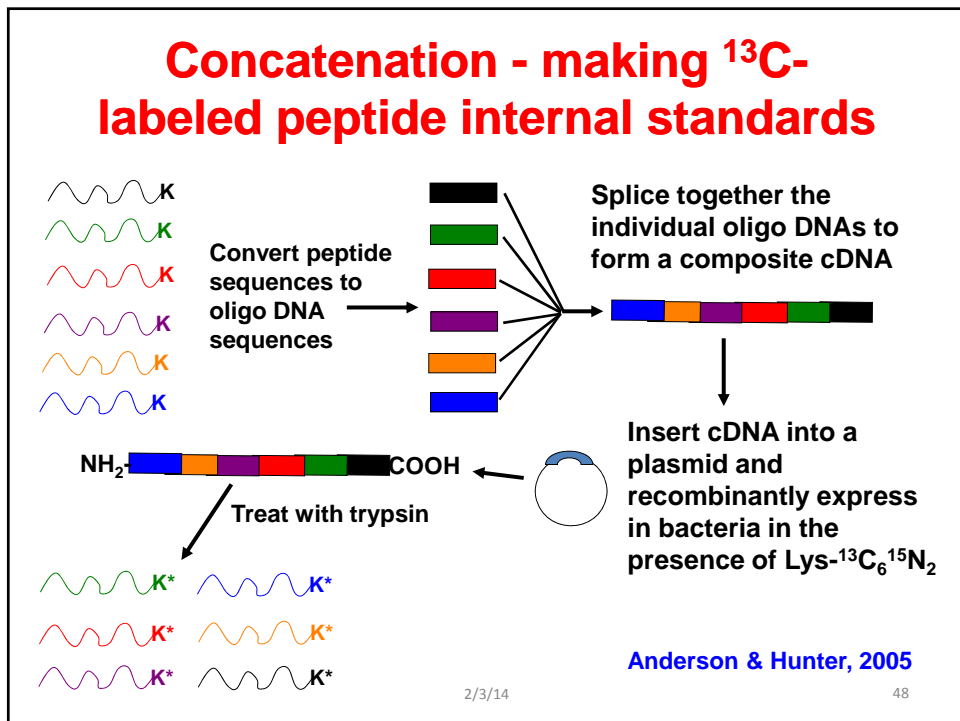 Concatenation - making ¹³C-
labeled peptide internal standards
K
K
K
K
K
K
Convert peptide
sequences to
oligo DNA
sequences
Splice together the
individual oligo DNAs to
form a composite cDNA
Insert cDNA into a
plasmid and
recombinantly express
in bacteria in the
presence of Lys-¹³C₆¹⁵N₂
NH₂-
COOH
Treat with trypsin
K* K*
K* K*
K* K*
Anderson & Hunter, 2005
2/3/14
48